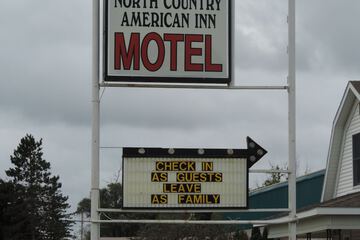 NORTH COUNTRY
AMERICAN INN
MOTEL
CHECK IN
AS GUESTS
LEAVE
AS FAMILY